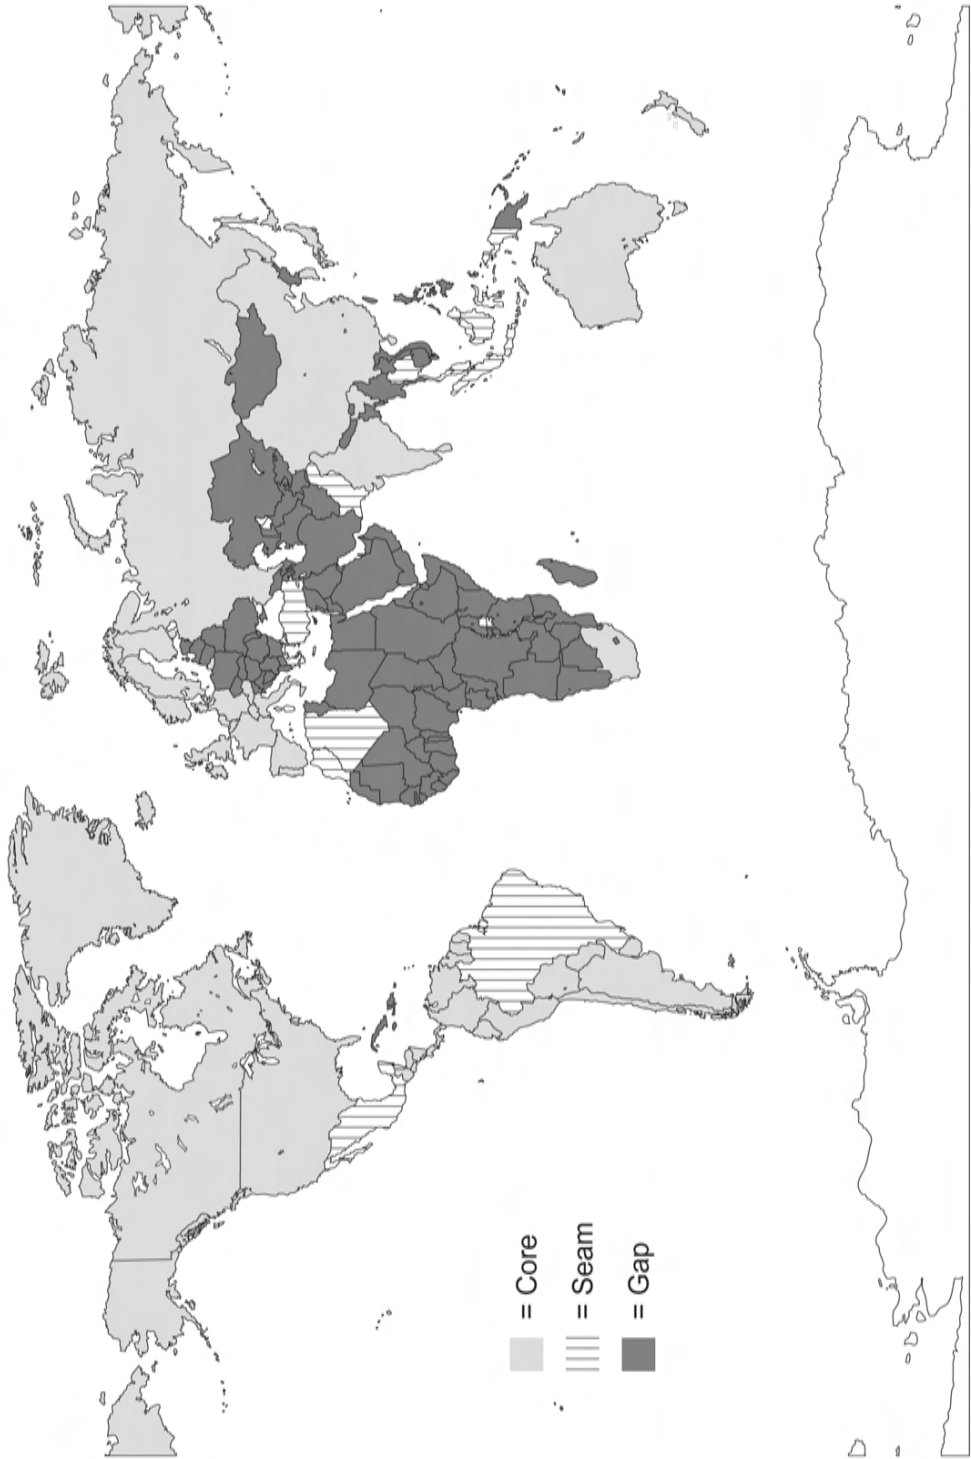 = Core
= Seam
= Gap